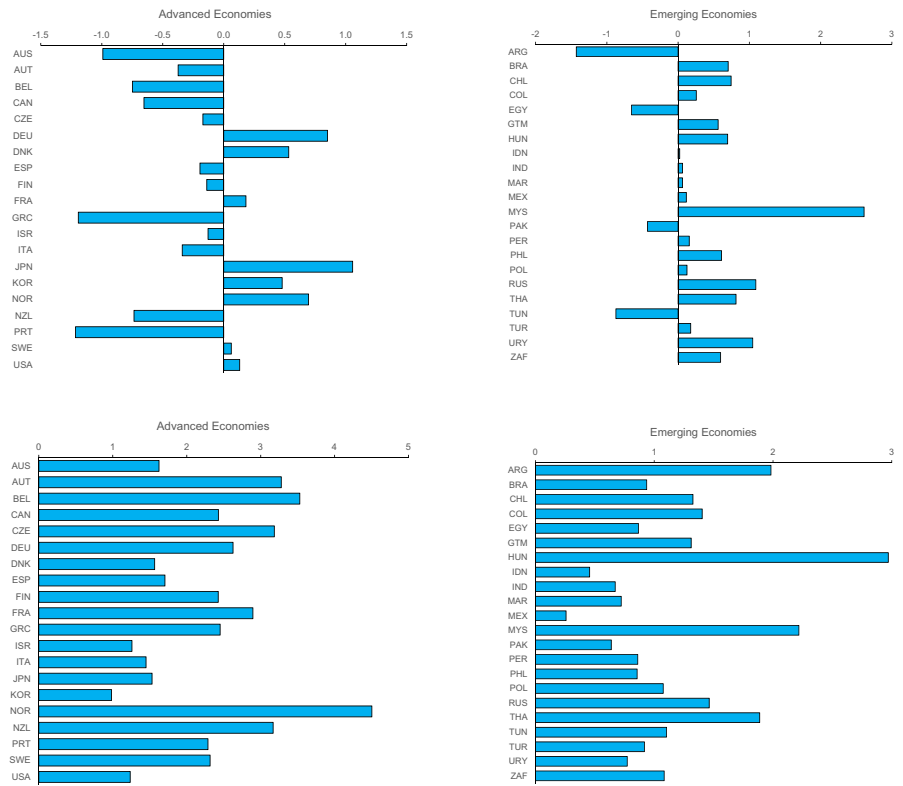 Advanced Economies
-1.5 -1.0 -0.5 0.0 0.5 1.0 1.5
AUS
AUT
BEL
CAN
CZE
DEU
DNK
ESP
FIN
FRA
GRC
ISR
ITA
JPN
KOR
NOR
NZL
PRT
SWE
USA
Emerging Economies
-2 -1 0 1 2 3
ARG
BRA
CHL
COL
EGY
GTM
HUN
IDN
IND
MAR
MEX
MYS
PAK
PER
PHL
POL
RUS
THA
TUN
TUR
URY
ZAF
Advanced Economies
0 1 2 3 4 5
AUS
AUT
BEL
CAN
CZE
DEU
DNK
ESP
FIN
FRA
GRC
ISR
ITA
JPN
KOR
NOR
NZL
PRT
SWE
USA
Emerging Economies
0 1 2 3
ARG
BRA
CHL
COL
EGY
GTM
HUN
IDN
IND
MAR
MEX
MYS
PAK
PER
PHL
POL
RUS
THA
TUN
TUR
URY
ZAF